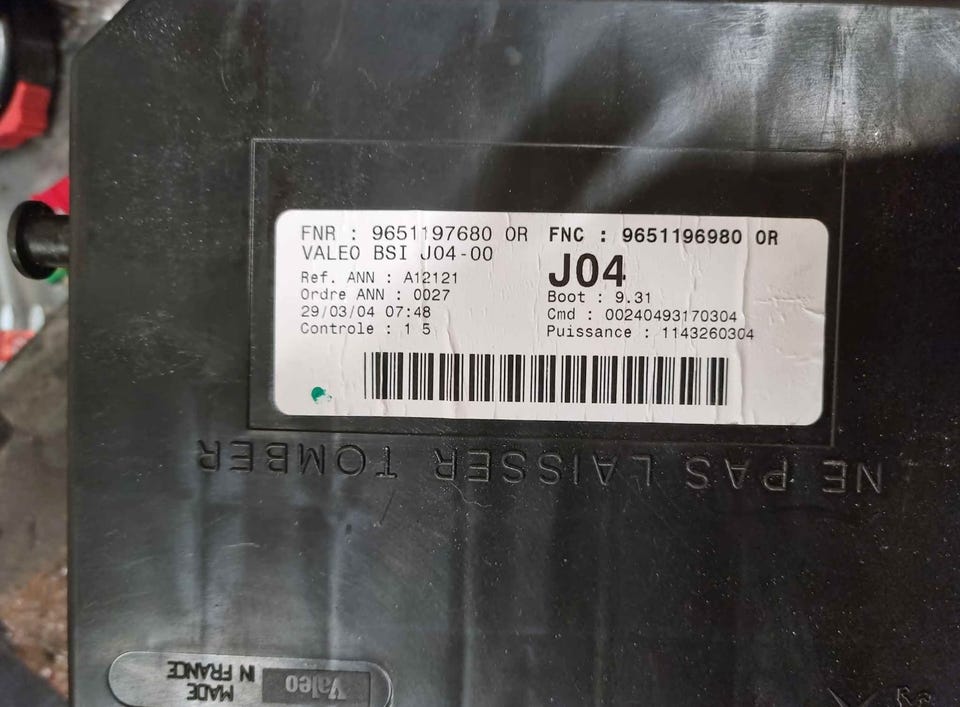 FNR : 9651197680 0R FNC : 9651196980 0R
VALEO BSI J04-00 J04
Ref. ANN : A12121
Ordre ANN : 0027 Boot : 9.31
29/03/04 07:48 Cmd : 00240493170304
Controle : 1 5 Puissance : 1143260304
NE PAS LAISSER TOMBER
Valeo MADE
IN FRANCE